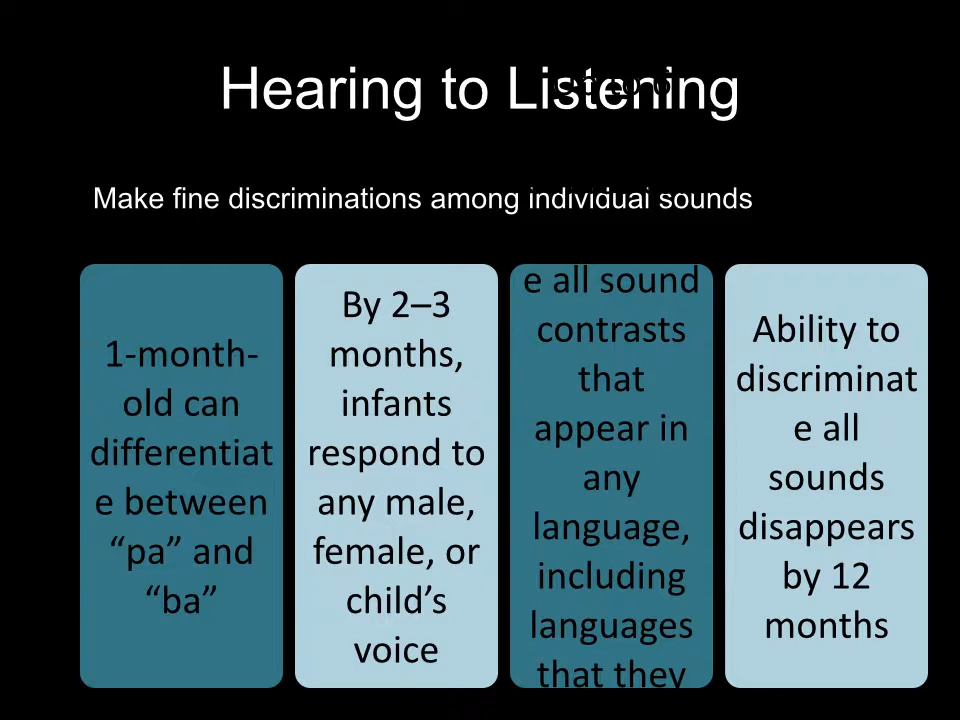 Hearing to Listening
Make fine discriminations among individual sounds
1-month-
old can
differentiat
e between
“pa” and
“ba”
By 2–3
months,
infants
respond to
any male,
female, or
child’s
voice
e all sound
contrasts
that
appear in
any
language,
including
languages
that they
Ability to
discriminat
e all
sounds
disappears
by 12
months